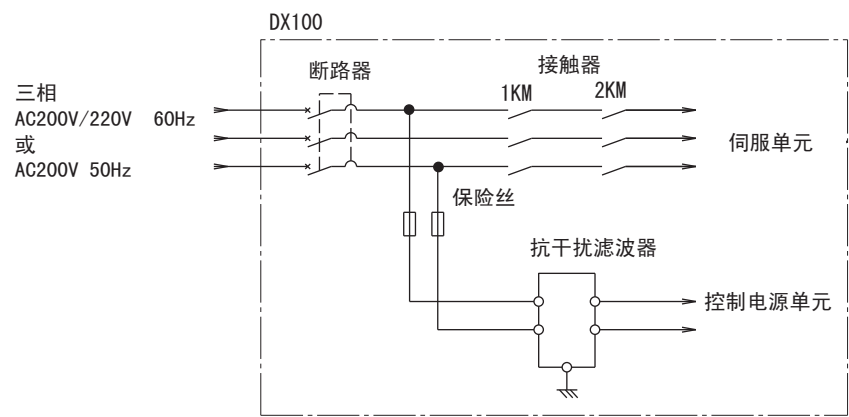 DX100
断路器
接触器
1KM 2KM
三相
AC200V/220V 60Hz
或
AC200V 50Hz
伺服单元
保险丝
抗干扰滤波器
控制电源单元